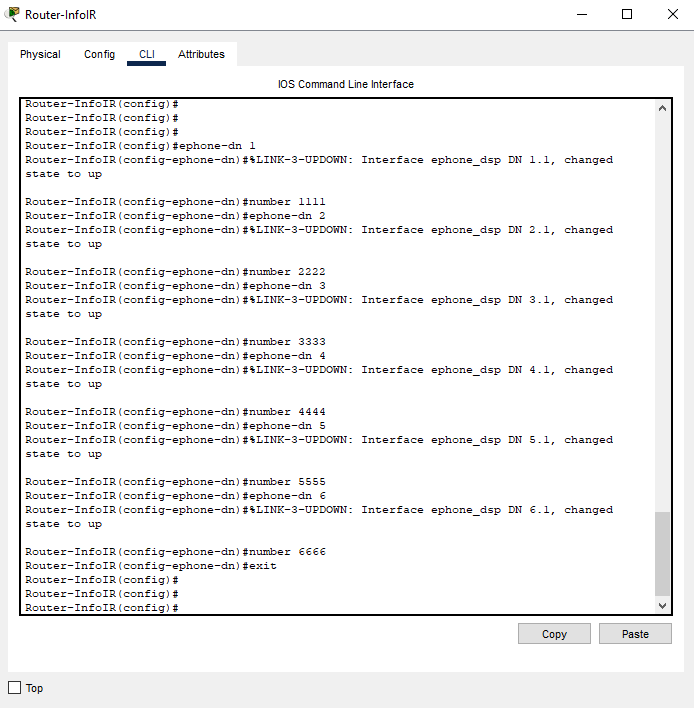 Router-InfoIR
Physical Config CLI Attributes
IOS Command Line Interface
Router-InfoIR(config)#
Router-InfoIR(config)#
Router-InfoIR(config)#
Router-InfoIR(config)#ephone-dn 1
Router-InfoIR(config-ephone-dn)#%LINK-3-UPDOWN: Interface ephone_dsp DN 1.1, changed
state to up
Router-InfoIR(config-ephone-dn)#number 1111
Router-InfoIR(config-ephone-dn)#ephone-dn 2
Router-InfoIR(config-ephone-dn)#%LINK-3-UPDOWN: Interface ephone_dsp DN 2.1, changed
state to up
Router-InfoIR(config-ephone-dn)#number 2222
Router-InfoIR(config-ephone-dn)#ephone-dn 3
Router-InfoIR(config-ephone-dn)#%LINK-3-UPDOWN: Interface ephone_dsp DN 3.1, changed
state to up
Router-InfoIR(config-ephone-dn)#number 3333
Router-InfoIR(config-ephone-dn)#ephone-dn 4
Router-InfoIR(config-ephone-dn)#%LINK-3-UPDOWN: Interface ephone_dsp DN 4.1, changed
state to up
Router-InfoIR(config-ephone-dn)#number 4444
Router-InfoIR(config-ephone-dn)#ephone-dn 5
Router-InfoIR(config-ephone-dn)#%LINK-3-UPDOWN: Interface ephone_dsp DN 5.1, changed
state to up
Router-InfoIR(config-ephone-dn)#number 5555
Router-InfoIR(config-ephone-dn)#ephone-dn 6
Router-InfoIR(config-ephone-dn)#%LINK-3-UPDOWN: Interface ephone_dsp DN 6.1, changed
state to up
Router-InfoIR(config-ephone-dn)#number 6666
Router-InfoIR(config-ephone-dn)#exit
Router-InfoIR(config)#
Router-InfoIR(config)#
Router-InfoIR(config)#
Copy Paste
Top